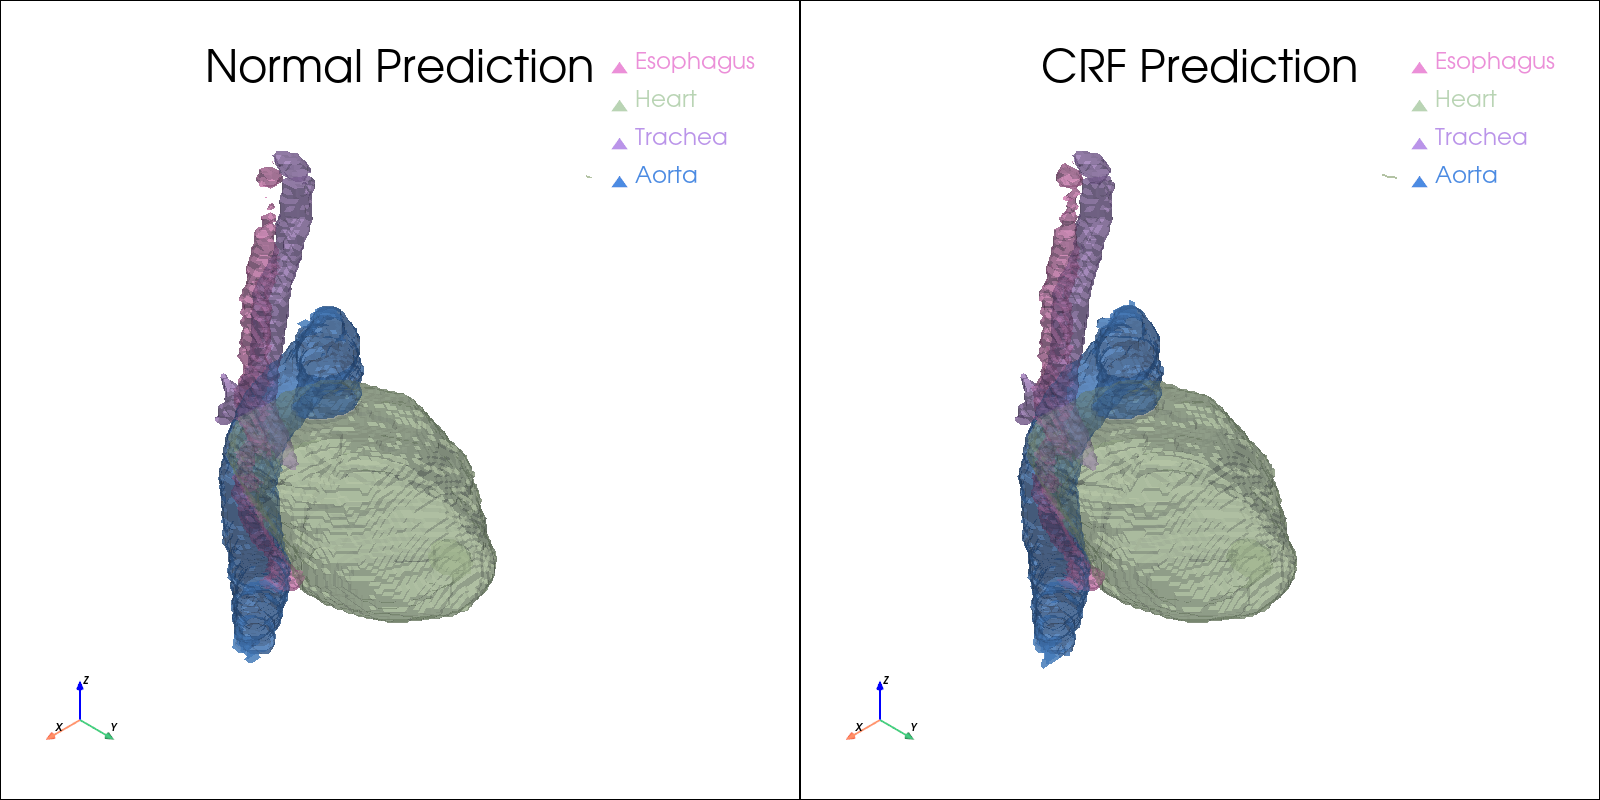 Normal Prediction
Esophagus
Heart
Trachea
Aorta
Z
X
Y
CRF Prediction
Esophagus
Heart
Trachea
Aorta
Z
X
Y